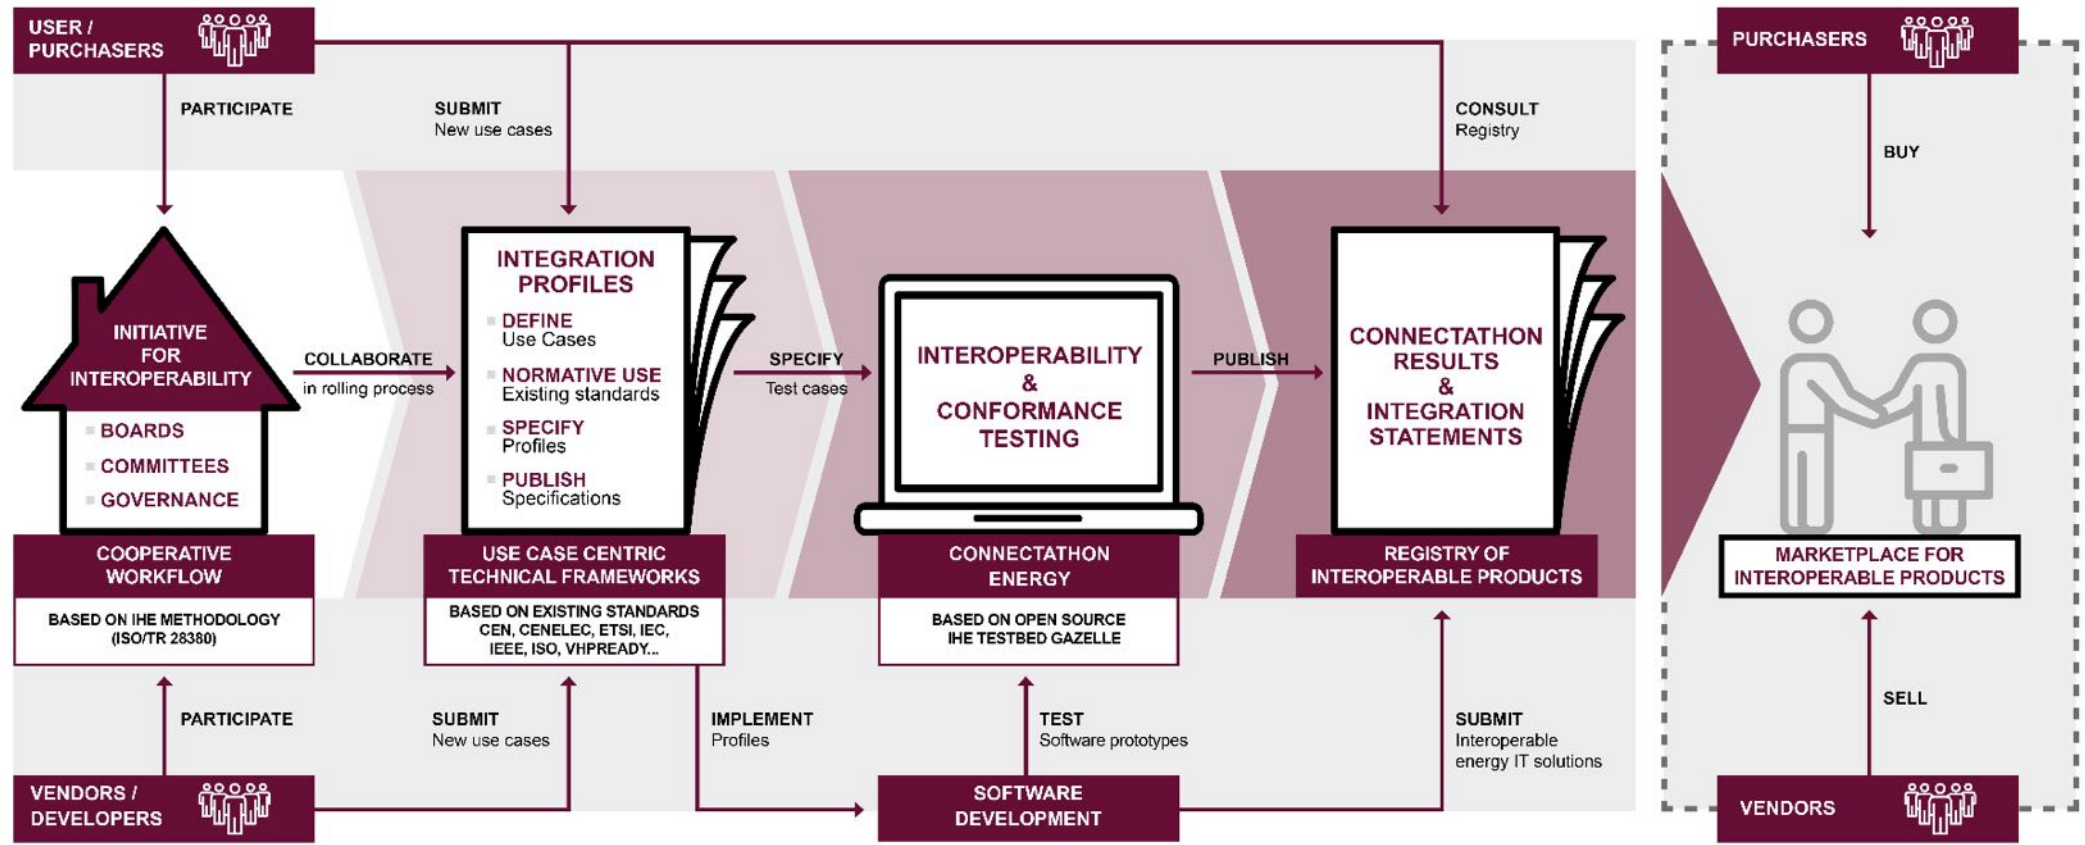 USER /
PURCHASERS
PARTICIPATE
SUBMIT
New use cases
CONSULT
Registry
PURCHASERS
BUY
INITIATIVE
FOR
INTEROPERABILITY
BOARDS
COMMITTEES
GOVERNANCE
COLLABORATE
in rolling process
INTEGRATION
PROFILES
DEFINE
Use Cases
NORMATIVE USE
Existing standards
SPECIFY
Profiles
PUBLISH
Specifications
SPECIFY
Test cases
INTEROPERABILITY
&
CONFORMANCE
TESTING
PUBLISH
CONNECTATHON
RESULTS
&
INTEGRATION
STATEMENTS
COOPERATIVE
WORKFLOW
BASED ON IHE METHODOLOGY
(ISO/TR 28380)
USE CASE CENTRIC
TECHNICAL FRAMEWORKS
BASED ON EXISTING STANDARDS
CEN, CENELEC, ETSI, IEC,
IEEE, ISO, VHPREADY...
CONNECTATHON
ENERGY
BASED ON OPEN SOURCE
IHE TESTBED GAZELLE
REGISTRY OF
INTEROPERABLE PRODUCTS
MARKETPLACE FOR
INTEROPERABLE PRODUCTS
PARTICIPATE
SUBMIT
New use cases
IMPLEMENT
Profiles
TEST
Software prototypes
SUBMIT
Interoperable
energy IT solutions
SELL
VENDORS /
DEVELOPERS
SOFTWARE
DEVELOPMENT
VENDORS